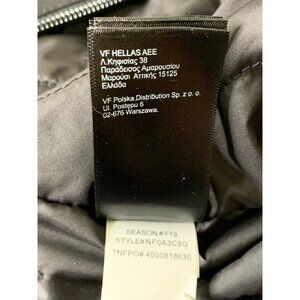 VF HELLAS AEE
Λ.Κηφισίας 38
Παράδεισος Αμαρουσίου
Μαρούσι Αττικής 15125
Ελλάδα
VF Polska Distribution Sp. z o. o.
Ul. Postępu 6
02-676 Warszawa.
SEASON#F19
STYLE#NF0A3C8G
TNFPO#4000818630